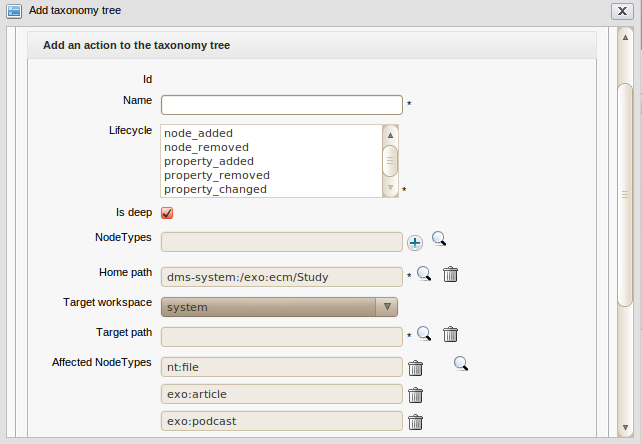 Add taxonomy tree
Add an action to the taxonomy tree
Id
Name *
Lifecycle
node_added
node_removed
property_added
property_removed
property_changed *
Is deep
NodeTypes
Home path dms-system:/exo:ecm/Study *
Target workspace system
Target path *
Affected NodeTypes nt:file
exo:article
exo:podcast